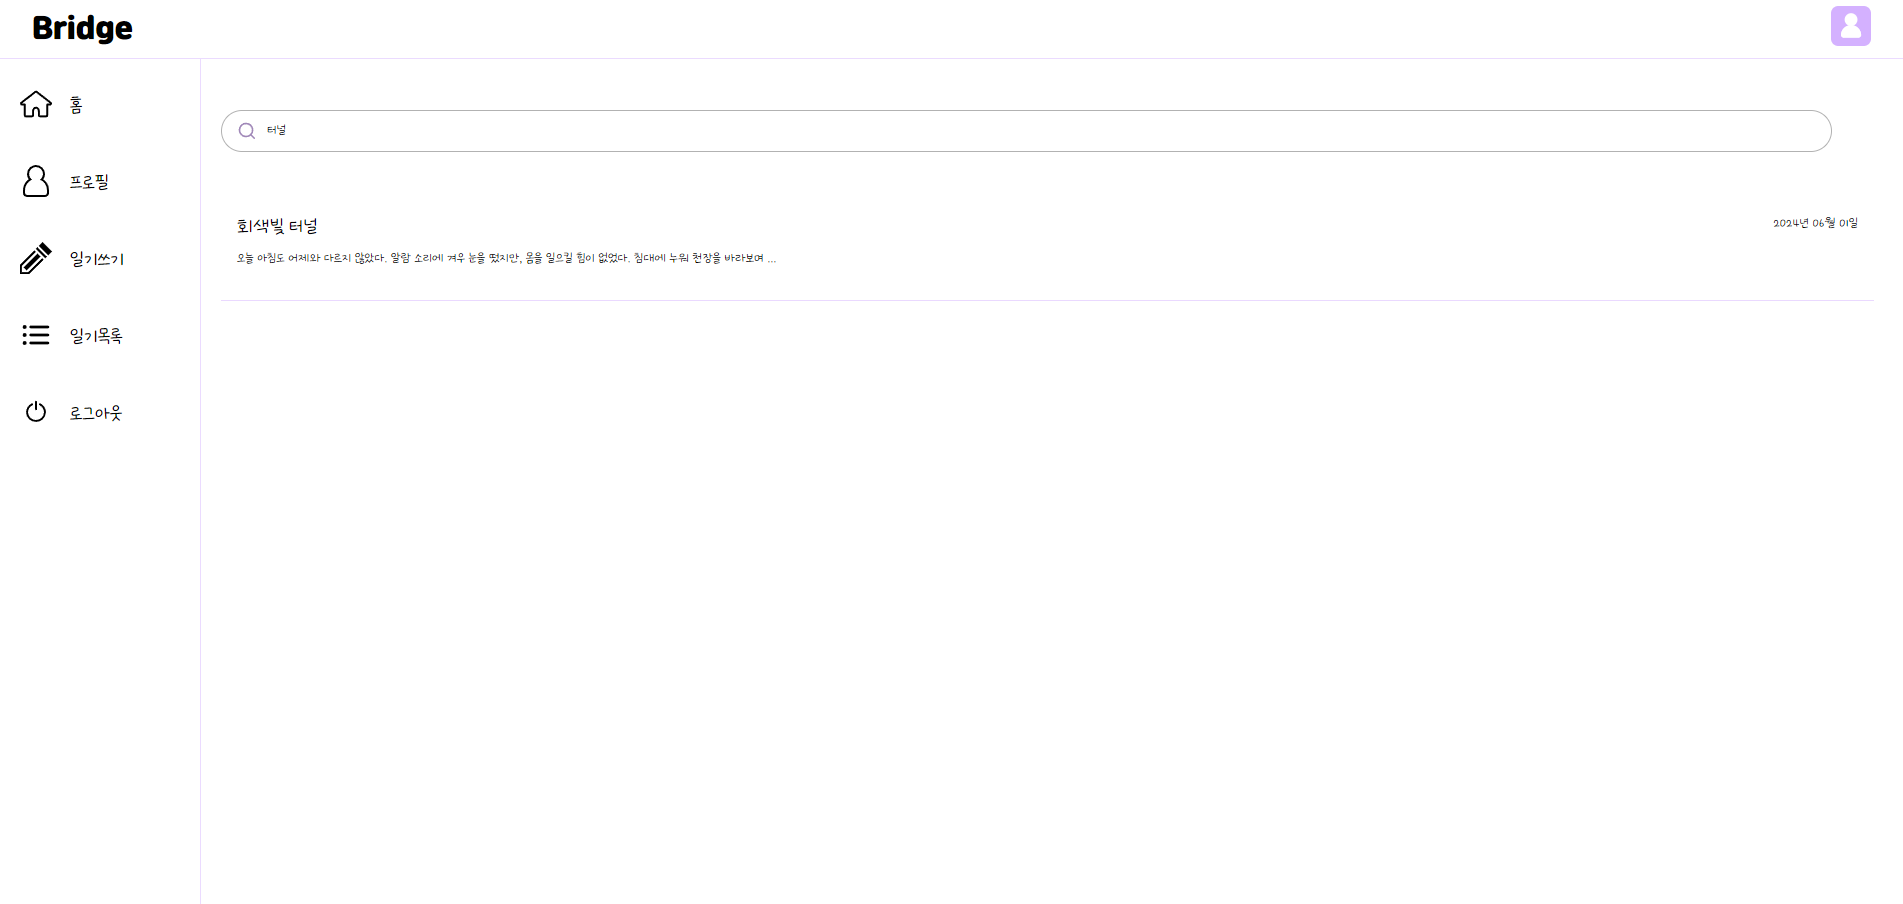 Bridge
홈
프로필
일기쓰기
일기목록
로그아웃
터널
회색빛 터널
2024년 06월 01일
오늘 아침도 어제와 다르지 않았다. 알람 소리에 겨우 눈을 떴지만, 몸을 일으킬 힘이 없었다. 침대에 누워 천장을 바라보며 ...